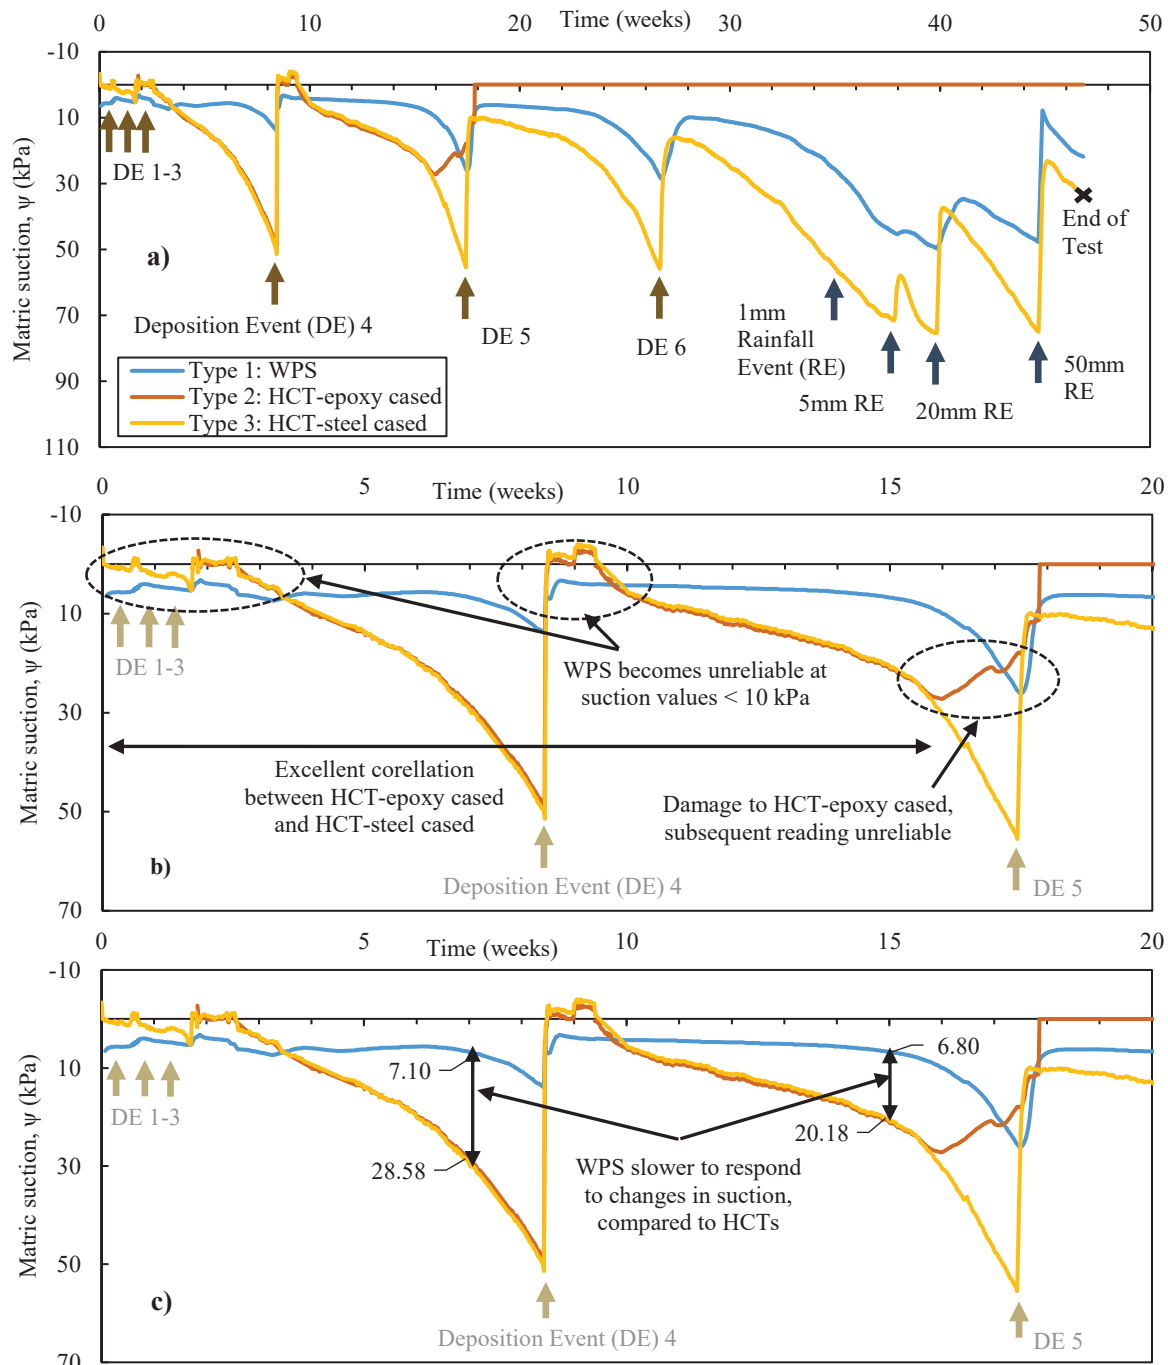 Time (weeks)
0 10 20 30 40 50
Matric suction, ψ (kPa)
-10
10
30
50
70
90
110
DE 1-3
a)
Deposition Event (DE) 4
DE 5
DE 6
1mm
Rainfall
Event (RE)
5mm RE
20mm RE
50mm
RE
End of
Test
Type 1: WPS
Type 2: HCT-epoxy cased
Type 3: HCT-steel cased
0 5 10 15 20
Time (weeks)
Matric suction, ψ (kPa)
-10
10
30
50
70
DE 1-3
WPS becomes unreliable at
suction values < 10 kPa
Excellent corellation
between HCT-epoxy cased
and HCT-steel cased
Damage to HCT-epoxy cased,
subsequent reading unreliable
b)
Deposition Event (DE) 4
DE 5
0 5 10 15 20
Time (weeks)
Matric suction, ψ (kPa)
-10
10
30
50
70
DE 1-3
7.10
28.58
6.80
20.18
WPS slower to respond
to changes in suction,
compared to HCTs
c)
Deposition Event (DE) 4
DE 5